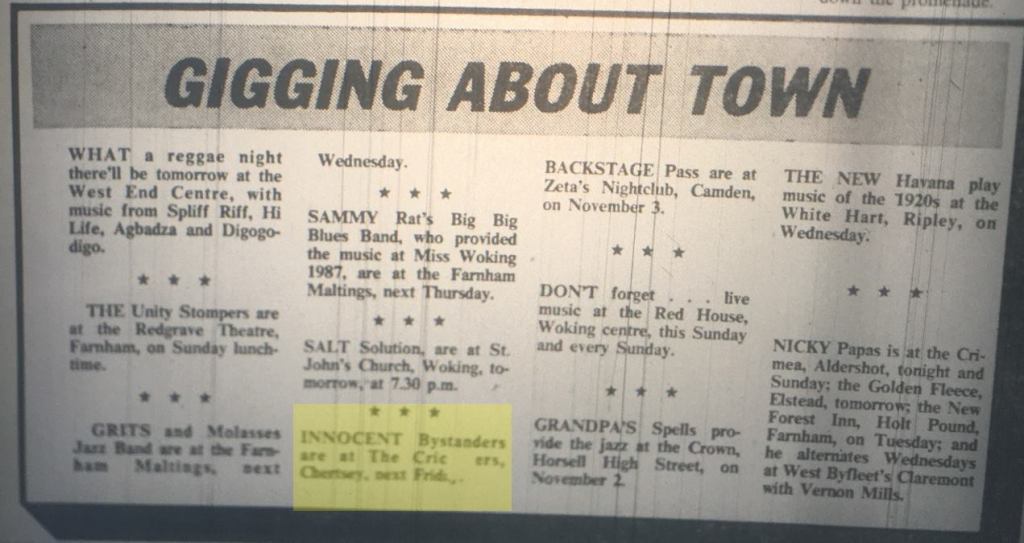 down the promenade.
GIGGING ABOUT TOWN
WHAT a reggae night
there'll be tomorrow at the
West End Centre, with
music from Spliff Riff, Hi
Life, Agbadza and Digogo-
digo.
★ ★ ★
THE Unity Stompers are
at the Redgrave Theatre,
Farnham, on Sunday lunch-
time.
★ ★ ★
GRITS and Molasses
Jazz Band are at the Farn-
ham Maltings, next
Wednesday.
★ ★ ★
SAMMY Rat's Big Big
Blues Band, who provided
the music at Miss Woking
1987, are at the Farnham
Maltings, next Thursday.
★ ★ ★
SALT Solution, are at St.
John's Church, Woking, to-
morrow, at 7.30 p.m.
★ ★ ★
INNOCENT Bystanders
are at The
Chertsey, next
BACKSTAGE Pass are at
Zeta's Nightclub, Camden,
on November 3.
★ ★ ★
DON'T forget . . . live
music at the Red House,
Woking centre, this Sunday
and every Sunday.
★ ★ ★
GRANDPA'S Spells pro-
vide the jazz at the Crown,
Horsell High Street, on
November 2.
THE NEW Havana play
music of the 1920s at the
White Hart, Ripley, on
Wednesday.
★ ★ ★
NICKY Papas is at the Cri-
mea, Aldershot, tonight and
Sunday; the Golden Fleece,
Elstead, tomorrow; the New
Forest Inn, Holt Pound,
Farnham, on Tuesday; and
he alternates Wednesdays
at West Byfleet's Claremont
with Vernon Mills.